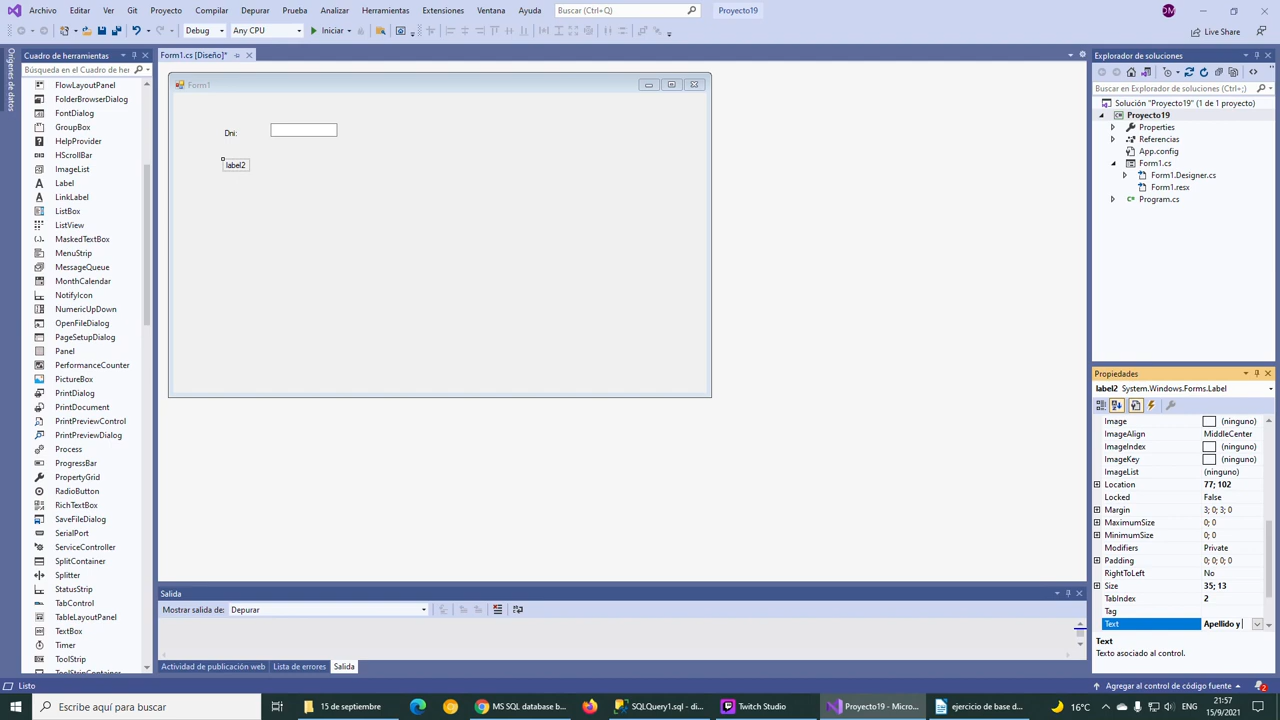 Archivo Editar Ver Git Proyecto Compilar Depurar Prueba Analizar Herramientas Extensiones Ventana Ayuda Buscar (Ctrl+Q) Proyecto19 DM
Debug Any CPU Iniciar Live Share
Orígenes de datos
Cuadro de herramientas
Form1.cs [Diseño]*
Explorador de soluciones
Búsqueda en el Cuadro de her
Buscar en Explorador de soluciones (Ctrl+;)
FlowLayoutPanel
FolderBrowserDialog
FontDialog
GroupBox
HelpProvider
HScrollBar
ImageList
Label
LinkLabel
ListBox
ListView
MaskedTextBox
MenuStrip
MessageQueue
MonthCalendar
NotifyIcon
NumericUpDown
OpenFileDialog
PageSetupDialog
Panel
PerformanceCounter
PictureBox
PrintDialog
PrintDocument
PrintPreviewControl
PrintPreviewDialog
Process
ProgressBar
PropertyGrid
RadioButton
RichTextBox
SaveFileDialog
SerialPort
ServiceController
SplitContainer
Splitter
StatusStrip
TabControl
TableLayoutPanel
TextBox
Timer
ToolStrip
ToolStripContainer
Form1
Dni:
label2
Solución "Proyecto19" (1 de 1 proyecto)
Proyecto19
Properties
Referencias
App.config
Form1.cs
Form1.Designer.cs
Form1.resx
Program.cs
Propiedades
label2 System.Windows.Forms.Label
Image (ninguno)
ImageAlign MiddleCenter
ImageIndex (ninguno)
ImageKey (ninguno)
ImageList (ninguno)
Location 77; 102
Locked False
Margin 3; 0; 3; 0
MaximumSize 0; 0
MinimumSize 0; 0
Modifiers Private
Padding 0; 0; 0; 0
RightToLeft No
Size 35; 13
TabIndex 2
Tag
Text Apellido y
Text
Texto asociado al control.
Salida
Mostrar salida de: Depurar
Actividad de publicación web Lista de errores Salida
Listo
Agregar al control de código fuente 2
Escribe aquí para buscar
15 de septiembre
MS SQL database b...
SQLQuery1.sql - di...
Twitch Studio
Proyecto19 - Micro...
ejercicio de base d...
16°C
21:57
15/9/2021
2